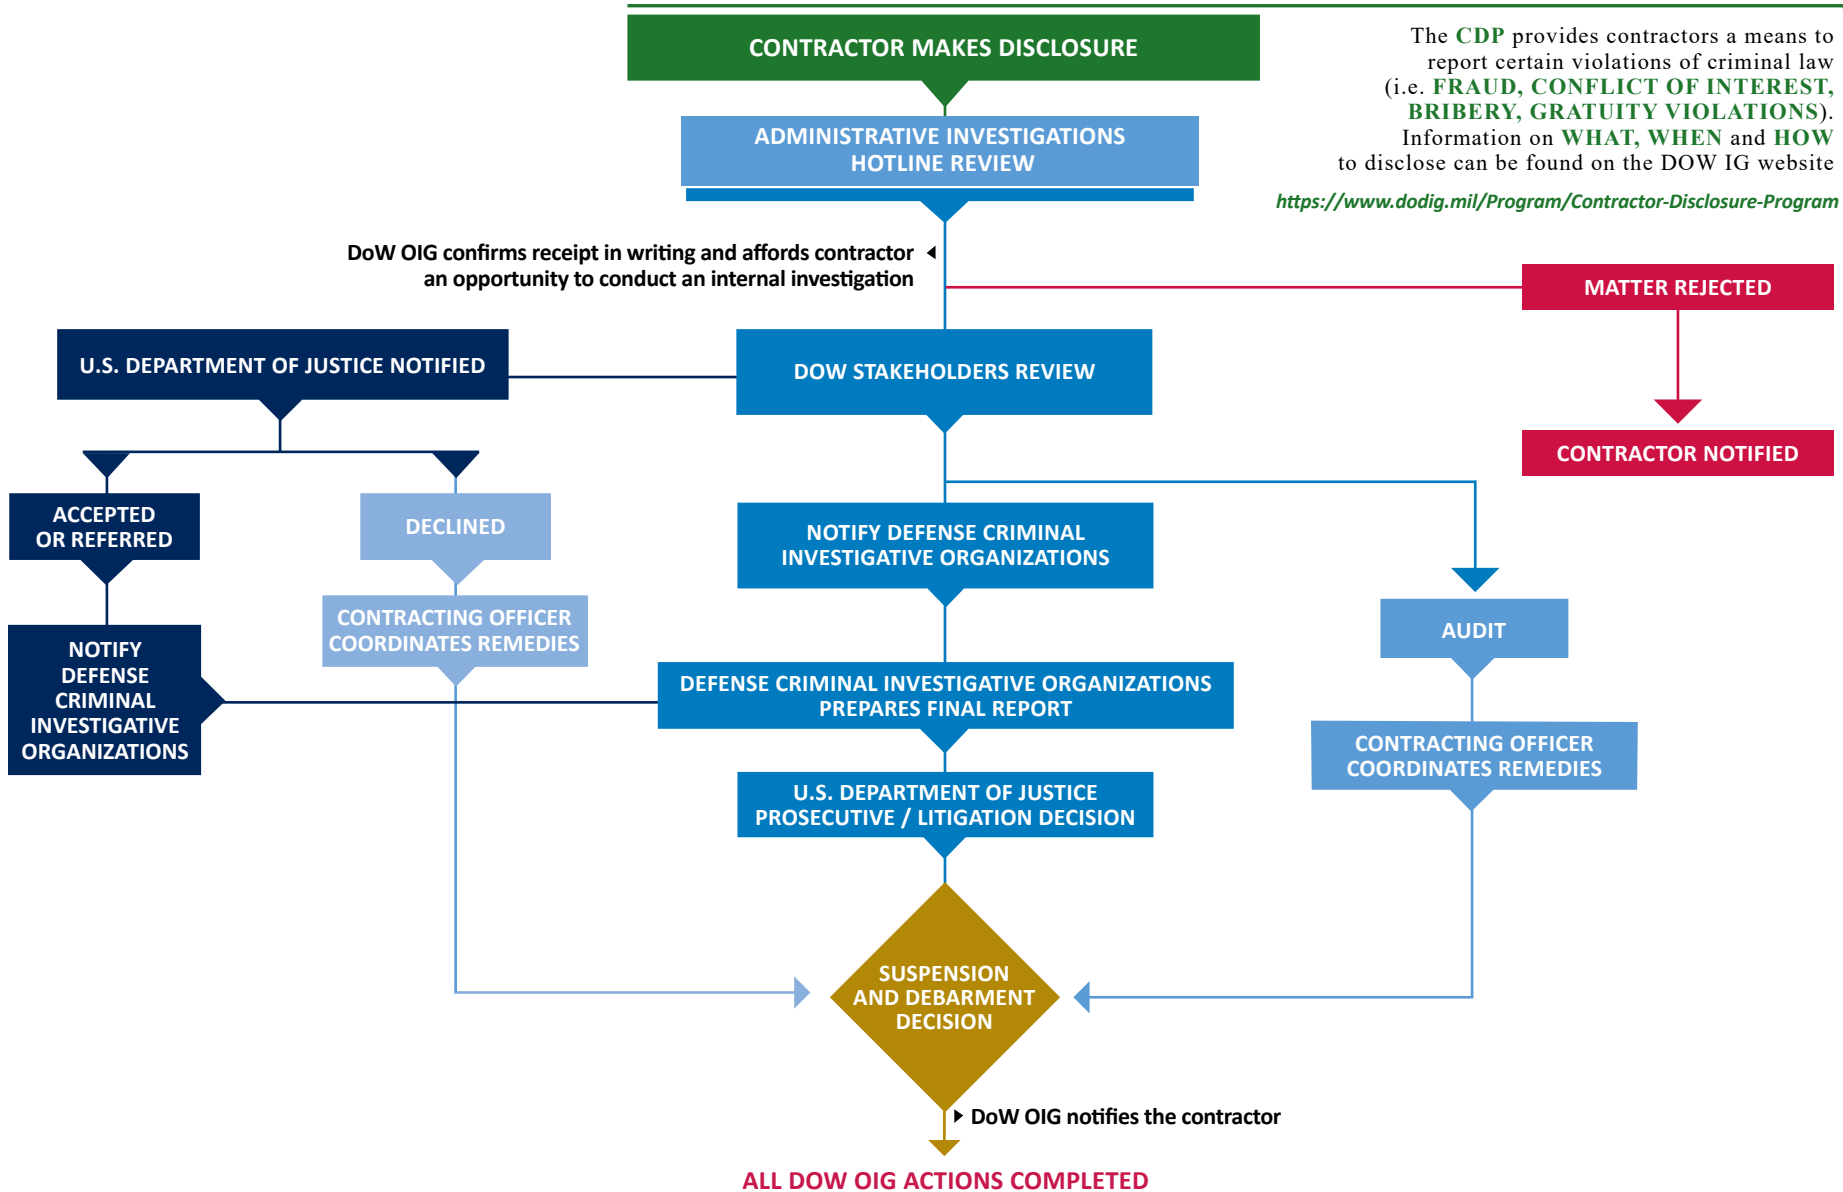 CONTRACTOR MAKES DISCLOSURE
The CDP provides contractors a means to
report certain violations of criminal law
(i.e. FRAUD, CONFLICT OF INTEREST,
BRIBERY, GRATUITY VIOLATIONS).
Information on WHAT, WHEN and HOW
to disclose can be found on the DOW IG website
https://www.dodig.mil/Program/Contractor-Disclosure-Program
ADMINISTRATIVE INVESTIGATIONS
HOTLINE REVIEW
DoW OIG confirms receipt in writing and affords contractor
an opportunity to conduct an internal investigation
MATTER REJECTED
U.S. DEPARTMENT OF JUSTICE NOTIFIED
DOW STAKEHOLDERS REVIEW
CONTRACTOR NOTIFIED
ACCEPTED
OR REFERRED
DECLINED
NOTIFY DEFENSE CRIMINAL
INVESTIGATIVE ORGANIZATIONS
CONTRACTING OFFICER
COORDINATES REMEDIES
AUDIT
NOTIFY
DEFENSE
CRIMINAL
INVESTIGATIVE
ORGANIZATIONS
DEFENSE CRIMINAL INVESTIGATIVE ORGANIZATIONS
PREPARES FINAL REPORT
CONTRACTING OFFICER
COORDINATES REMEDIES
U.S. DEPARTMENT OF JUSTICE
PROSECUTIVE / LITIGATION DECISION
SUSPENSION
AND DEBARMENT
DECISION
DoW OIG notifies the contractor
ALL DOW OIG ACTIONS COMPLETED